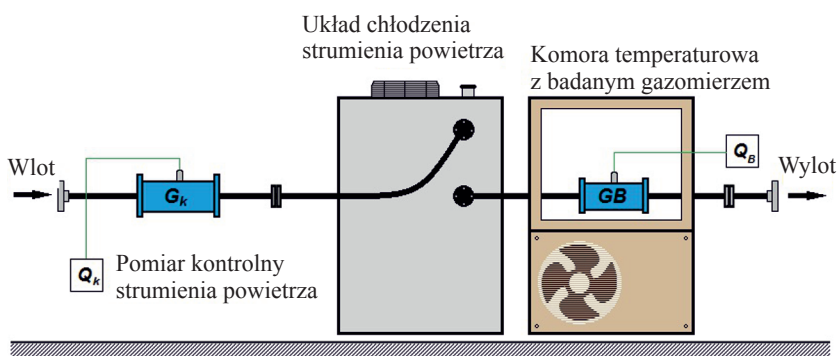 Układ chłodzenia
strumienia powietrza
Komora temperaturowa
z badanym gazomierzem
Wlot
Gk
GB
QB
Wylot
Qk
Pomiar kontrolny
strumienia powietrza